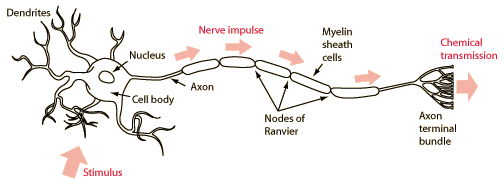 Dendrites
Nucleus
Cell body
Stimulus
Axon
Nerve impulse
Nodes of
Ranvier
Myelin
sheath
cells
Chemical
transmission
Axon
terminal
bundle